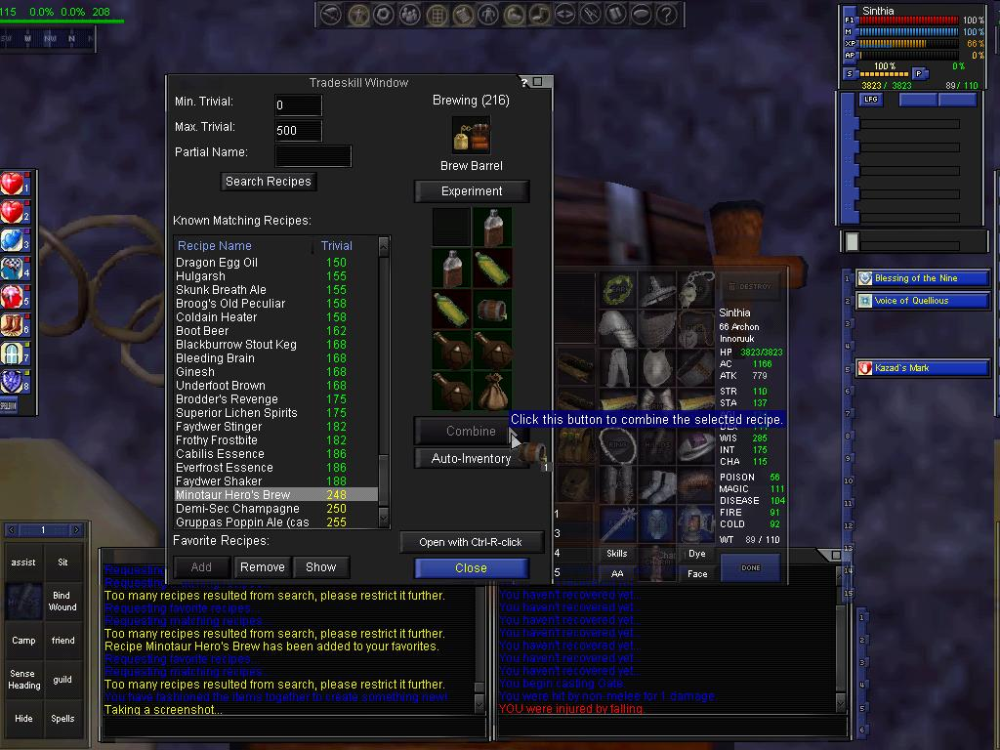 115 0.0% 0.0% 208
SW W NW N N
Sinthia
F1 100 %
M 100 %
XP 66 %
AP 0 %
100 % 0 %
S P
3823 / 3823 89 / 110
LFG
Tradeskill Window
?
Min. Trivial: 0
Max. Trivial: 500
Partial Name:
Search Recipes
Brewing (216)
Brew Barrel
Experiment
Known Matching Recipes:
Recipe Name Trivial
Dragon Egg Oil 150
Hulgarsh 155
Skunk Breath Ale 155
Broog's Old Peculiar 158
Coldain Heater 158
Boot Beer 162
Blackburrow Stout Keg 168
Bleeding Brain 168
Ginesh 168
Underfoot Brown 168
Brodder's Revenge 175
Superior Lichen Spirits 175
Faydwer Stinger 182
Frothy Frostbite 182
Cabilis Essence 186
Everfrost Essence 186
Faydwer Shaker 188
Minotaur Hero's Brew 248
Demi-Sec Champagne 250
Gruppas Poppin Ale (cas 255
Favorite Recipes:
Add Remove Show
Combine
Click this button to combine the selected recipe.
Auto-Inventory
1
Open with Ctrl-R-click
Close
DESTROY
Sinthia
66 Archon
Innoruuk
HP 3823/3823
AC 1166
ATK 779
STR 110
STA 137
WIS 285
INT 175
CHA 115
POISON 56
MAGIC 111
DISEASE 104
FIRE 91
COLD 92
WT 89 / 110
Skills Dye
AA Face
DONE
1
3
4
5
1 Blessing of the Nine
2 Voice of Quellious
5 Kazad`s Mark
1
assist Sit
Bind Wound
Camp friend
Sense Heading guild
Hide Spells
Requesting
Too many recipes resulted from search, please restrict it further.
Requesting favorite recipes...
Requesting matching recipes...
Too many recipes resulted from search, please restrict it further.
Recipe Minotaur Hero's Brew has been added to your favorites.
Requesting favorite recipes...
Requesting matching recipes...
Too many recipes resulted from search, please restrict it further.
You have fashioned the items together to create something new!
Taking a screenshot...
You haven't recovered yet...
You haven't recovered yet...
You haven't recovered yet...
You haven't recovered yet...
You haven't recovered yet...
You haven't recovered yet...
You haven't recovered yet...
You begin casting Gate.
You were hit by non-melee for 1 damage.
YOU were injured by falling.